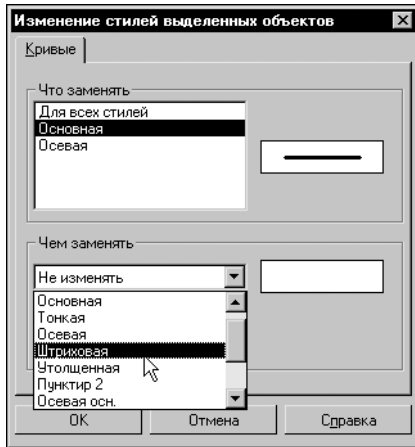 Изменение стилей выделенных объектов
Кривые
Что заменять
Для всех стилей
Основная
Осевая
Чем заменять
Не изменять
Основная
Тонкая
Осевая
Штриховая
Утолщенная
Пунктир 2
Осевая осн.
OK Отмена Справка